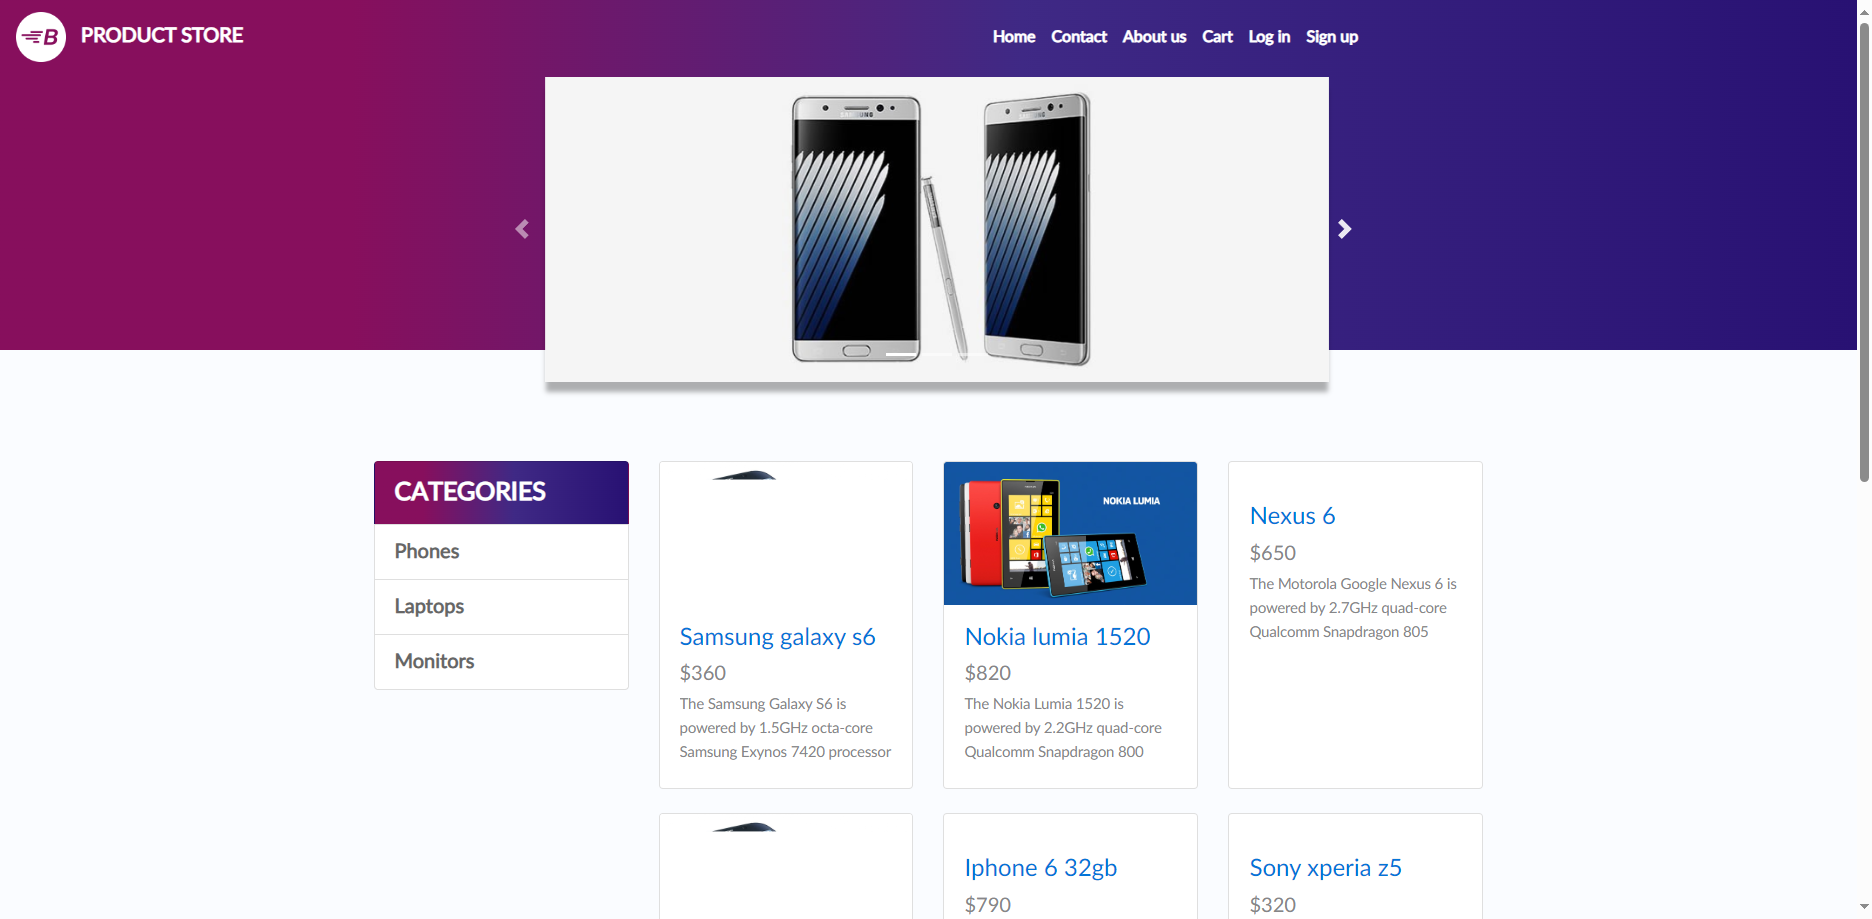 B PRODUCT STORE
Home Contact About us Cart Log in Sign up
SAMSUNG
SAMSUNG
CATEGORIES
Phones
Laptops
Monitors
Samsung galaxy s6
$360
The Samsung Galaxy S6 is
powered by 1.5GHz octa-core
Samsung Exynos 7420 processor
NOKIA LUMIA
Nokia lumia 1520
$820
The Nokia Lumia 1520 is
powered by 2.2GHz quad-core
Qualcomm Snapdragon 800
Nexus 6
$650
The Motorola Google Nexus 6 is
powered by 2.7GHz quad-core
Qualcomm Snapdragon 805
Iphone 6 32gb
$790
Sony xperia z5
$320